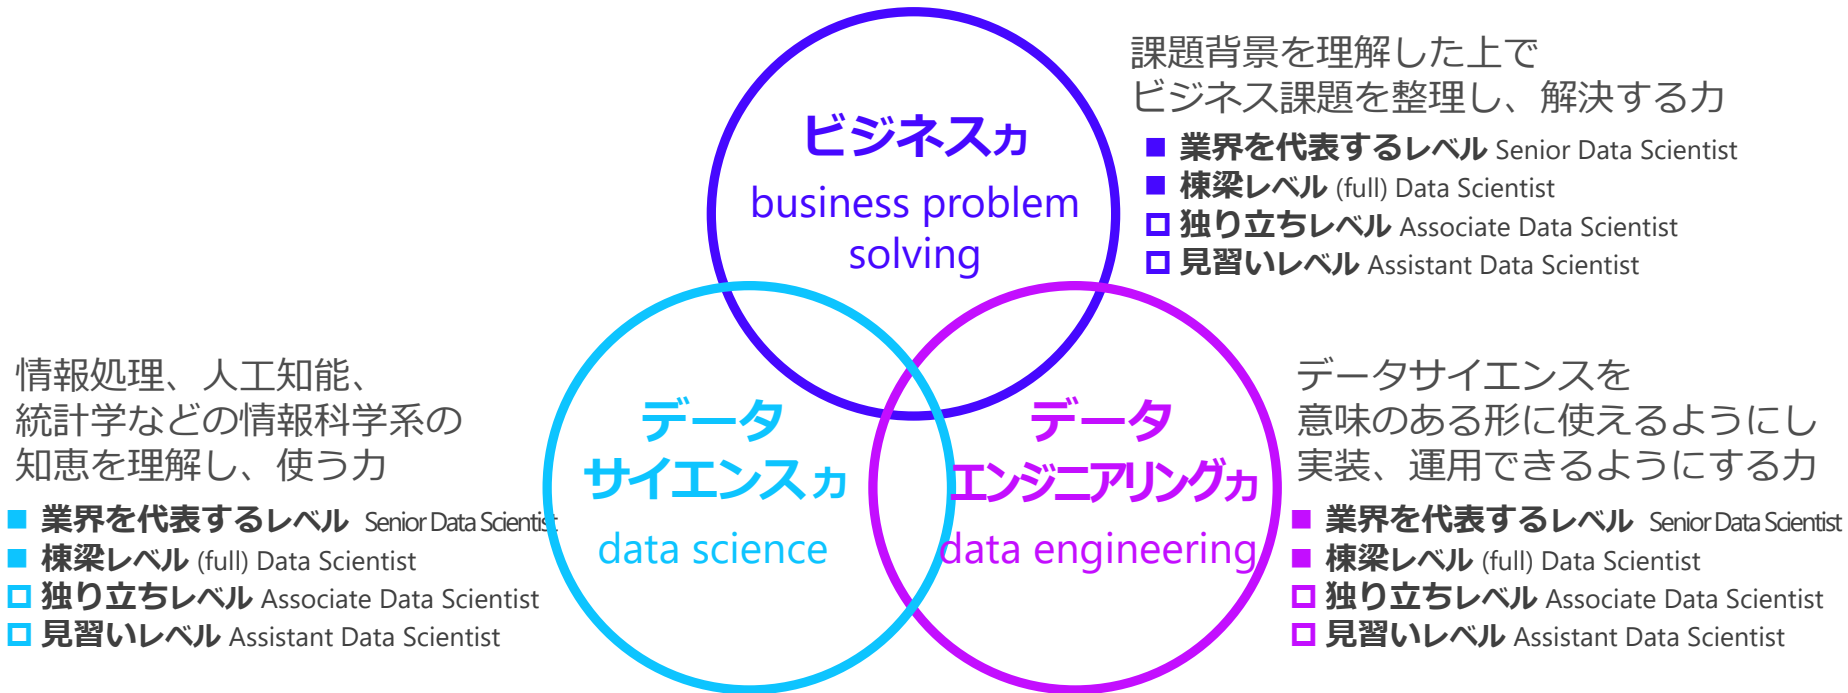 ビジネス力
business problem
solving
課題背景を理解した上で
ビジネス課題を整理し、解決する力
業界を代表するレベル Senior Data Scientist
棟梁レベル (full) Data Scientist
独り立ちレベル Associate Data Scientist
見習いレベル Assistant Data Scientist
情報処理、人工知能、
統計学などの情報科学系の
知恵を理解し、使う力
業界を代表するレベル Senior Data Scientist
棟梁レベル (full) Data Scientist
独り立ちレベル Associate Data Scientist
見習いレベル Assistant Data Scientist
データ
サイエンス力
data science
データ
エンジニアリング力
data engineering
データサイエンスを
意味のある形に使えるようにし
実装、運用できるようにする力
業界を代表するレベル Senior Data Scientist
棟梁レベル (full) Data Scientist
独り立ちレベル Associate Data Scientist
見習いレベル Assistant Data Scientist